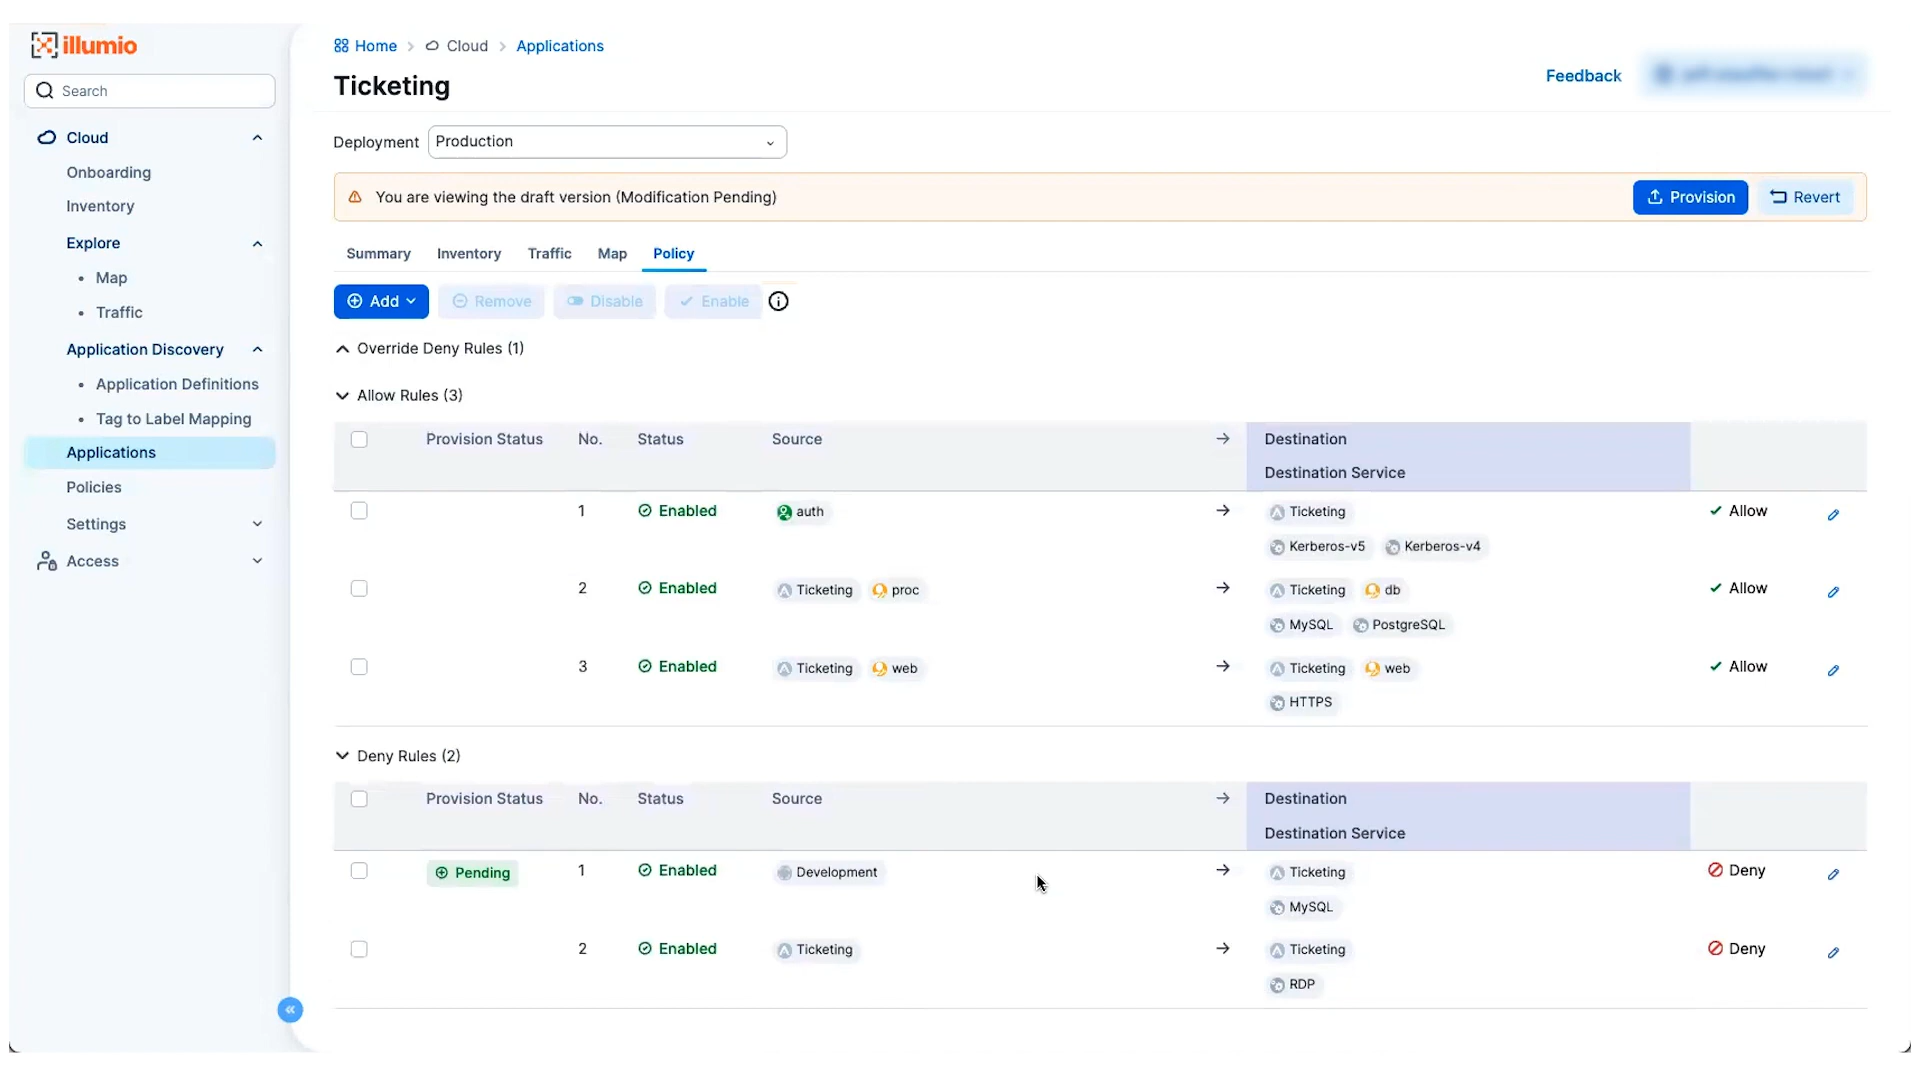 illumio
Search
Cloud
Onboarding
Inventory
Explore
Map
Traffic
Application Discovery
Application Definitions
Tag to Label Mapping
Applications
Policies
Settings
Access
Home > Cloud > Applications
Ticketing
Feedback
Deployment Production
You are viewing the draft version (Modification Pending)
Provision Revert
Summary Inventory Traffic Map Policy
Add Remove Disable Enable
Override Deny Rules (1)
Allow Rules (3)
Provision Status No. Status Source → Destination
Destination Service
1 Enabled auth → Ticketing Allow
Kerberos-v5 Kerberos-v4
2 Enabled Ticketing proc → Ticketing db Allow
MySQL PostgreSQL
3 Enabled Ticketing web → Ticketing web Allow
HTTPS
Deny Rules (2)
Provision Status No. Status Source → Destination
Destination Service
Pending 1 Enabled Development → Ticketing Deny
MySQL
2 Enabled Ticketing → Ticketing Deny
RDP